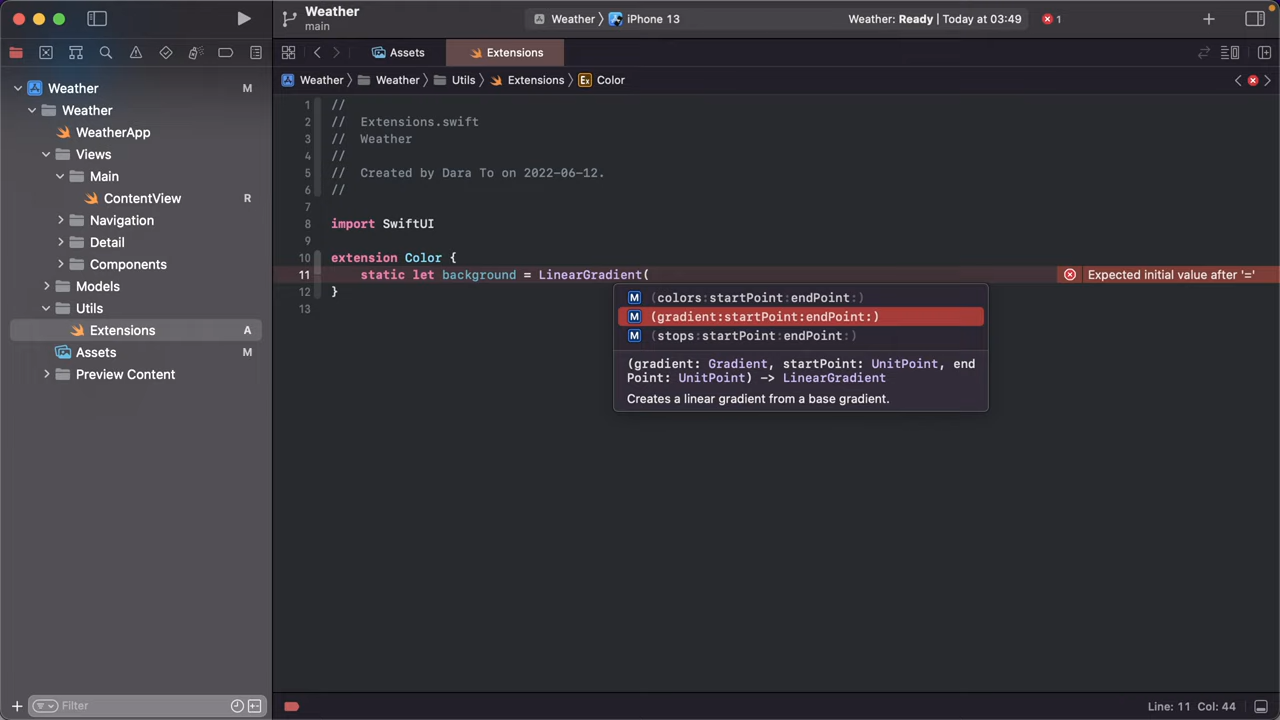 Weather
main
Weather
iPhone 13
Weather: Ready | Today at 03:49
1
Assets
Extensions
Weather
Weather
Utils
Extensions
Ex
Color
Weather M
Weather
WeatherApp
Views
Main
ContentView R
Navigation
Detail
Components
Models
Utils
Extensions A
Assets M
Preview Content
Filter
1 //
2 // Extensions.swift
3 // Weather
4 //
5 // Created by Dara To on 2022-06-12.
6 //
7
8 import SwiftUI
9
10 extension Color {
11 static let background = LinearGradient(
Expected initial value after '='
12 }
13
M (colors:startPoint:endPoint:)
M (gradient:startPoint:endPoint:)
M (stops:startPoint:endPoint:)
(gradient: Gradient, startPoint: UnitPoint, end
Point: UnitPoint) -> LinearGradient
Creates a linear gradient from a base gradient.
Line: 11 Col: 44